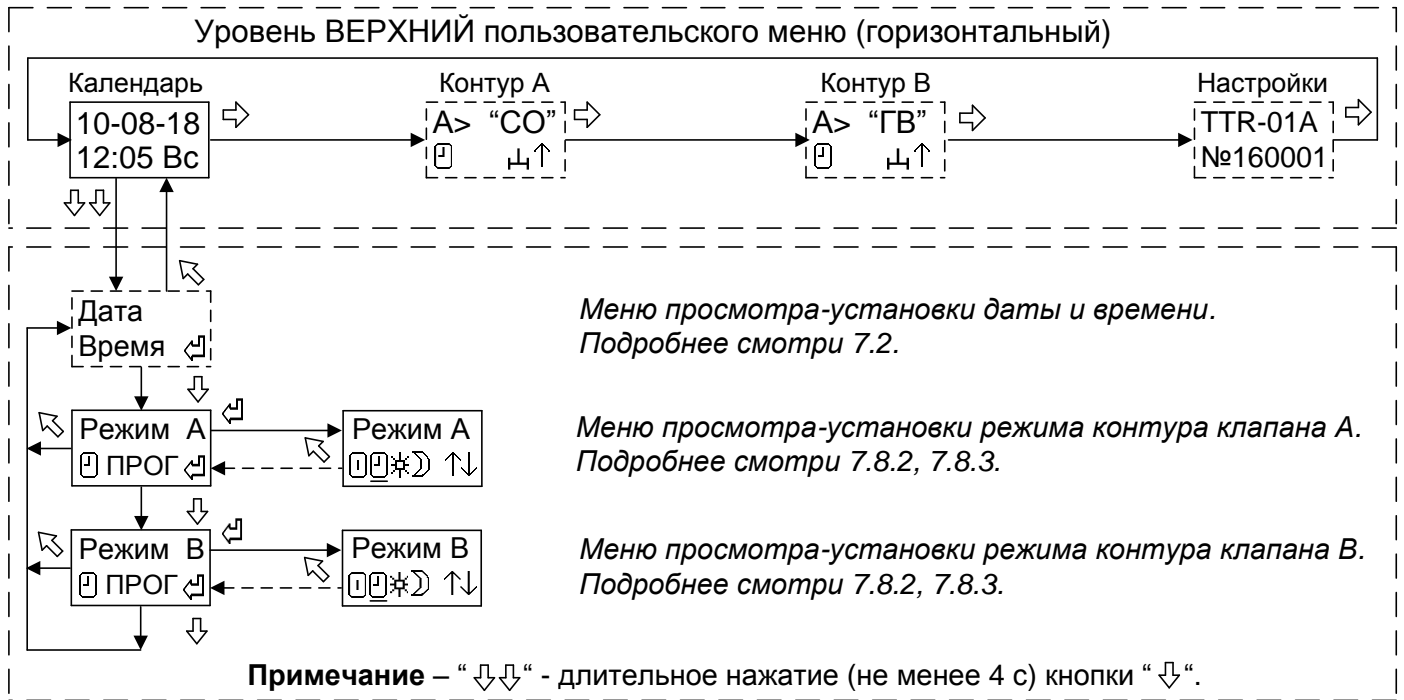 Уровень ВЕРХНИЙ пользовательского меню (горизонтальный)
Календарь
Контур А
Контур В
Настройки
10-08-18
12:05 Вс
A> “СО”
A> “ГВ”
TTR-01A
№160001
Дата
Время
Меню просмотра-установки даты и времени.
Подробнее смотри 7.2.
Режим А
ПРОГ
Режим А
Меню просмотра-установки режима контура клапана А.
Подробнее смотри 7.8.2, 7.8.3.
Режим В
ПРОГ
Режим В
Меню просмотра-установки режима контура клапана В.
Подробнее смотри 7.8.2, 7.8.3.
Примечание – “ ⇩⇩“ - длительное нажатие (не менее 4 с) кнопки “ ⇩“.